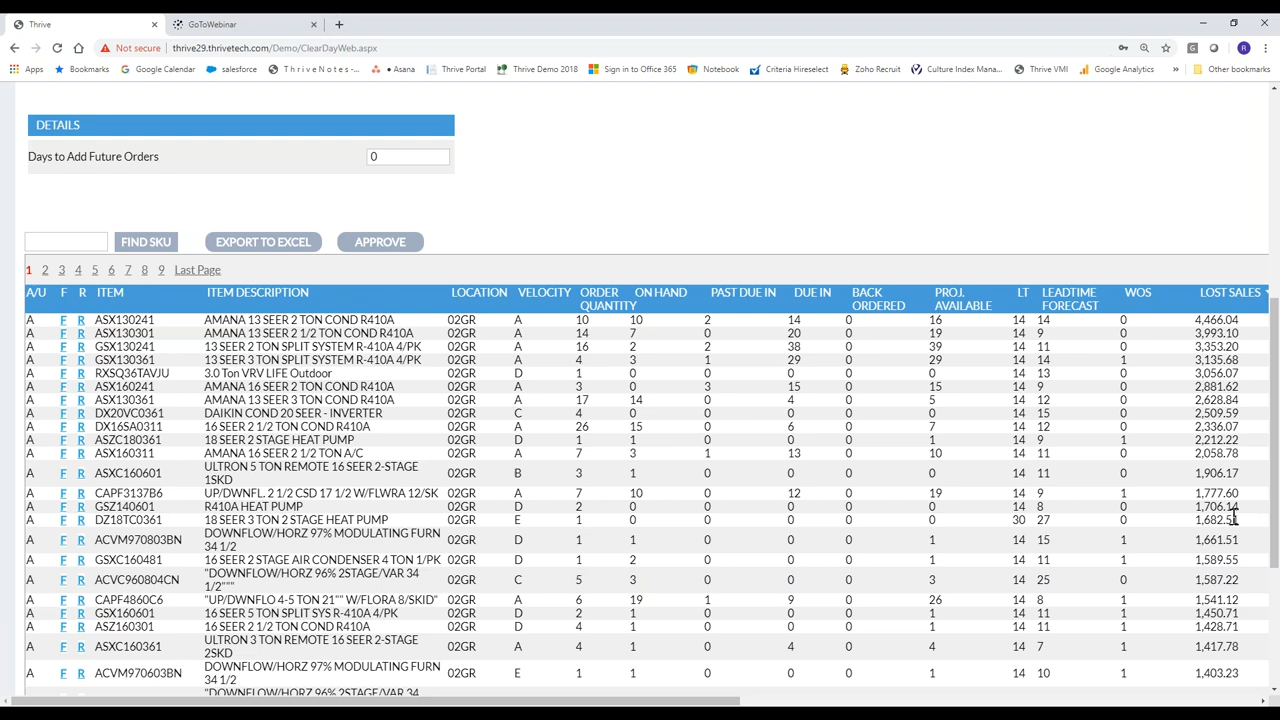 Thrive
GoToWebinar
Not secure thrive29.thrivetech.com/Demo/ClearDayWeb.aspx
Apps Bookmarks Google Calendar salesforce T h r i v e N o t e s -... Asana Thrive Portal Thrive Demo 2018 Sign in to Office 365 Notebook Criteria Hireselect Zoho Recruit Culture Index Mana... Thrive VMI Google Analytics » Other bookmarks
DETAILS
Days to Add Future Orders 0
FIND SKU EXPORT TO EXCEL APPROVE
1 2 3 4 5 6 7 8 9 Last Page
A/U F R ITEM ITEM DESCRIPTION LOCATION VELOCITY ORDER QUANTITY ON HAND PAST DUE IN DUE IN BACK ORDERED PROJ. AVAILABLE LT LEADTIME FORECAST WOS LOST SALES
A F R ASX130241 AMANA 13 SEER 2 TON COND R410A 02GR A 10 10 2 14 0 16 14 14 0 4,466.04
A F R ASX130301 AMANA 13 SEER 2 1/2 TON COND R410A 02GR A 14 7 0 20 0 19 14 9 0 3,993.10
A F R GSX130241 13 SEER 2 TON SPLIT SYSTEM R-410A 4/PK 02GR A 16 2 2 38 0 39 14 11 0 3,353.20
A F R GSX130361 13 SEER 3 TON SPLIT SYSTEM R-410A 4/PK 02GR A 4 3 1 29 0 29 14 14 1 3,135.68
A F R RXSQ36TAVJU 3.0 Ton VRV LIFE Outdoor 02GR D 1 0 0 0 0 0 14 13 0 3,056.07
A F R ASX160241 AMANA 16 SEER 2 TON COND R410A 02GR A 3 0 3 15 0 15 14 9 0 2,881.62
A F R ASX130361 AMANA 13 SEER 3 TON COND R410A 02GR A 17 14 0 4 0 5 14 11 0 2,628.84
A F R DX20VC0361 DAIKIN COND 20 SEER - INVERTER 02GR C 4 0 0 0 0 0 14 15 0 2,509.59
A F R DX16SA0311 16 SEER 2 1/2 TON COND R410A 02GR A 26 15 0 6 0 7 14 12 0 2,336.07
A F R ASZC180361 18 SEER 2 STAGE HEAT PUMP 02GR D 1 1 0 0 0 1 14 9 1 2,212.22
A F R ASX160311 AMANA 16 SEER 2 1/2 TON A/C 02GR A 7 3 1 13 0 10 14 11 0 2,058.78
A F R ASXC160601 ULTRON 5 TON REMOTE 16 SEER 2-STAGE 1SKD 02GR B 3 1 0 0 0 0 14 11 0 1,906.17
A F R CAPF3137B6 UP/DWNFL. 2 1/2 CSD 17 1/2 W/FLWRA 12/SK 02GR A 7 10 0 12 0 19 14 9 1 1,777.60
A F R GSZ140601 R410A HEAT PUMP 02GR D 2 0 0 0 0 0 14 8 0 1,706.14
A F R DZ18TC0361 18 SEER 3 TON 2 STAGE HEAT PUMP 02GR E 1 0 0 0 0 0 30 27 0 1,682.51
A F R ACVM970803BN DOWNFLOW/HORZ 97% MODULATING FURN 34 1/2 02GR D 1 1 0 0 0 1 14 15 1 1,661.51
A F R GSXC160481 16 SEER 2 STAGE AIR CONDENSER 4 TON 1/PK 02GR D 1 2 0 0 0 1 14 11 1 1,589.55
A F R ACVC960804CN "DOWNFLOW/HORZ 96% 2STAGE/VAR 34 1/2""" 02GR C 5 3 0 0 0 3 14 25 0 1,587.22
A F R CAPF4860C6 "UP/DWNFLO 4-5 TON 21"" W/FLORA 8/SKID" 02GR A 6 19 1 9 0 26 14 8 1 1,541.12
A F R GSX160601 16 SEER 5 TON SPLIT SYS R-410A 4/PK 02GR D 2 1 0 0 0 1 14 11 1 1,450.71
A F R ASZ160301 16 SEER 2 1/2 TON COND R410A 02GR D 4 1 0 0 0 1 14 11 1 1,428.71
A F R ASXC160361 ULTRON 3 TON REMOTE 16 SEER 2-STAGE 2SKD 02GR A 4 1 0 4 0 4 14 7 1 1,417.78
A F R ACVM970603BN DOWNFLOW/HORZ 97% MODULATING FURN 34 1/2 02GR E 1 1 0 0 0 1 14 10 1 1,403.23
"DOWNFLOW/HORZ 96% 2STAGE/VAR 34